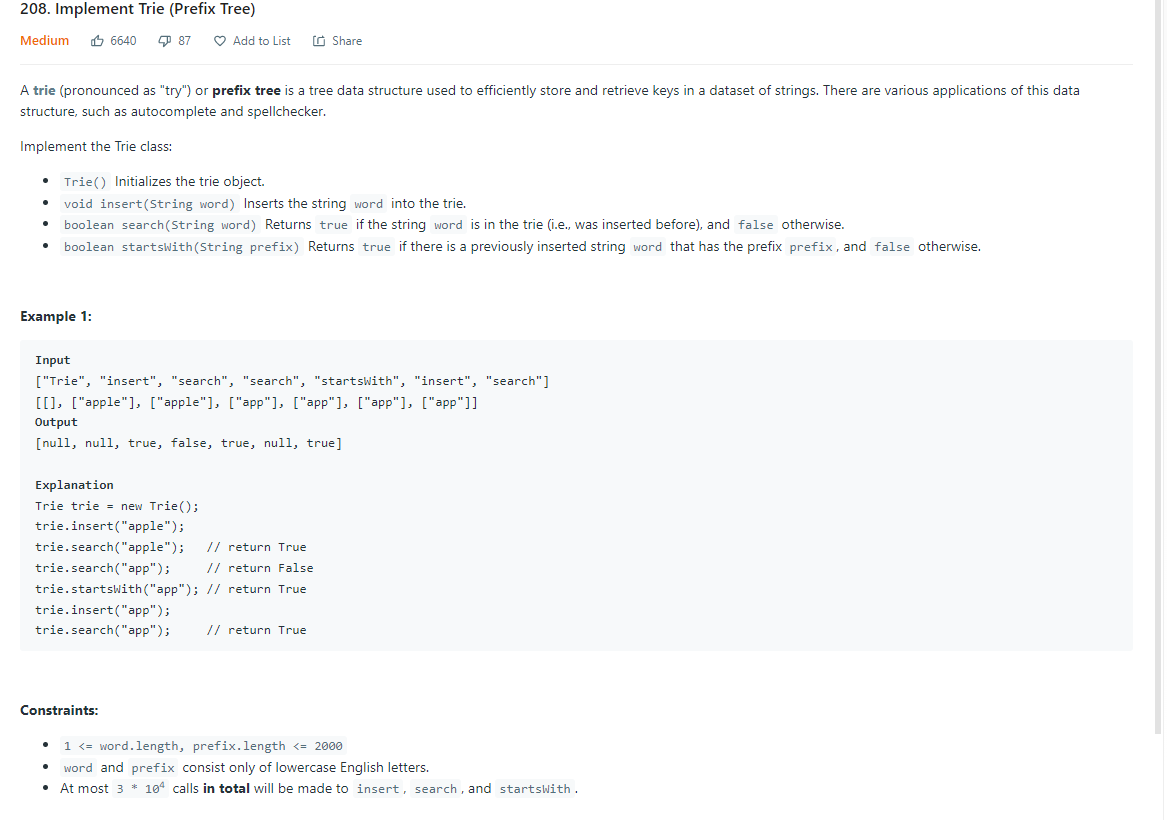 208. Implement Trie (Prefix Tree)
Medium 6640 87 Add to List Share
A trie (pronounced as "try") or prefix tree is a tree data structure used to efficiently store and retrieve keys in a dataset of strings. There are various applications of this data
structure, such as autocomplete and spellchecker.
Implement the Trie class:
• Trie() Initializes the trie object.
• void insert(String word) Inserts the string word into the trie.
• boolean search(String word) Returns true if the string word is in the trie (i.e., was inserted before), and false otherwise.
• boolean startsWith(String prefix) Returns true if there is a previously inserted string word that has the prefix prefix, and false otherwise.
Example 1:
Input
["Trie", "insert", "search", "search", "startsWith", "insert", "search"]
[[], ["apple"], ["apple"], ["app"], ["app"], ["app"], ["app"]]
Output
[null, null, true, false, true, null, true]
Explanation
Trie trie = new Trie();
trie.insert("apple");
trie.search("apple");   // return True
trie.search("app");     // return False
trie.startsWith("app"); // return True
trie.insert("app");
trie.search("app");     // return True
Constraints:
• 1 <= word.length, prefix.length <= 2000
• word and prefix consist only of lowercase English letters.
• At most 3 * 10⁴ calls in total will be made to insert, search, and startsWith.